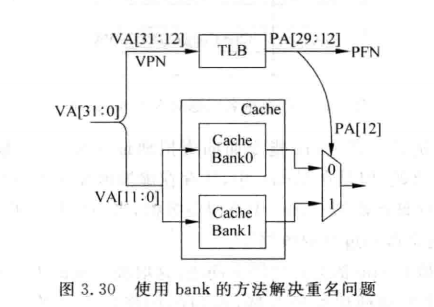 VA[31:12]
VPN
TLB
PA[29:12]
PFN
VA[31:0]
Cache
Cache
Bank0
PA[12]
0
VA[11:0]
1
Cache
Bank1
图 3.30 使用 bank 的方法解决重名问题